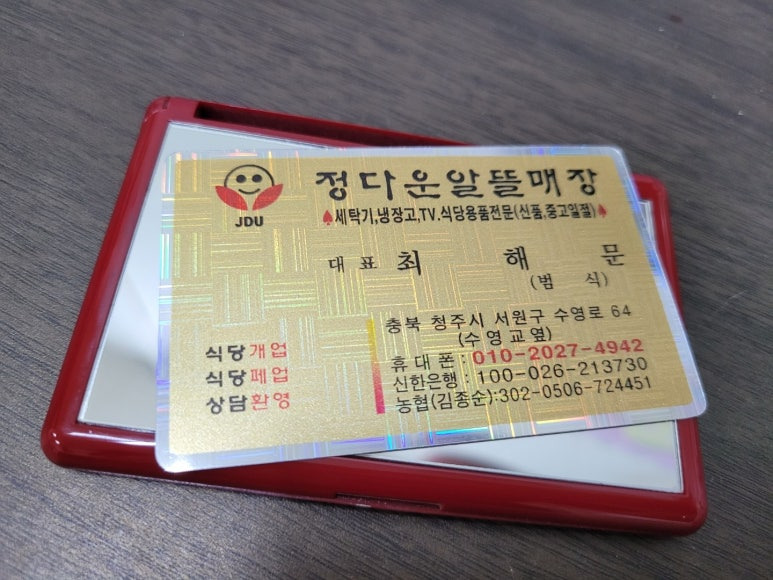 정다운알뜰매장
JDU
♠세탁기,냉장고,TV.식당용품전문(신품,중고일절)♠
대표 최 해 문
(범 식)
충북 청주시 서원구 수영로 64
(수영교옆)
휴대폰 : 010-2027-4942
신한은행 : 100-026-213730
농협(김종순):302-0506-724451
식당개업
식당폐업
상담환영